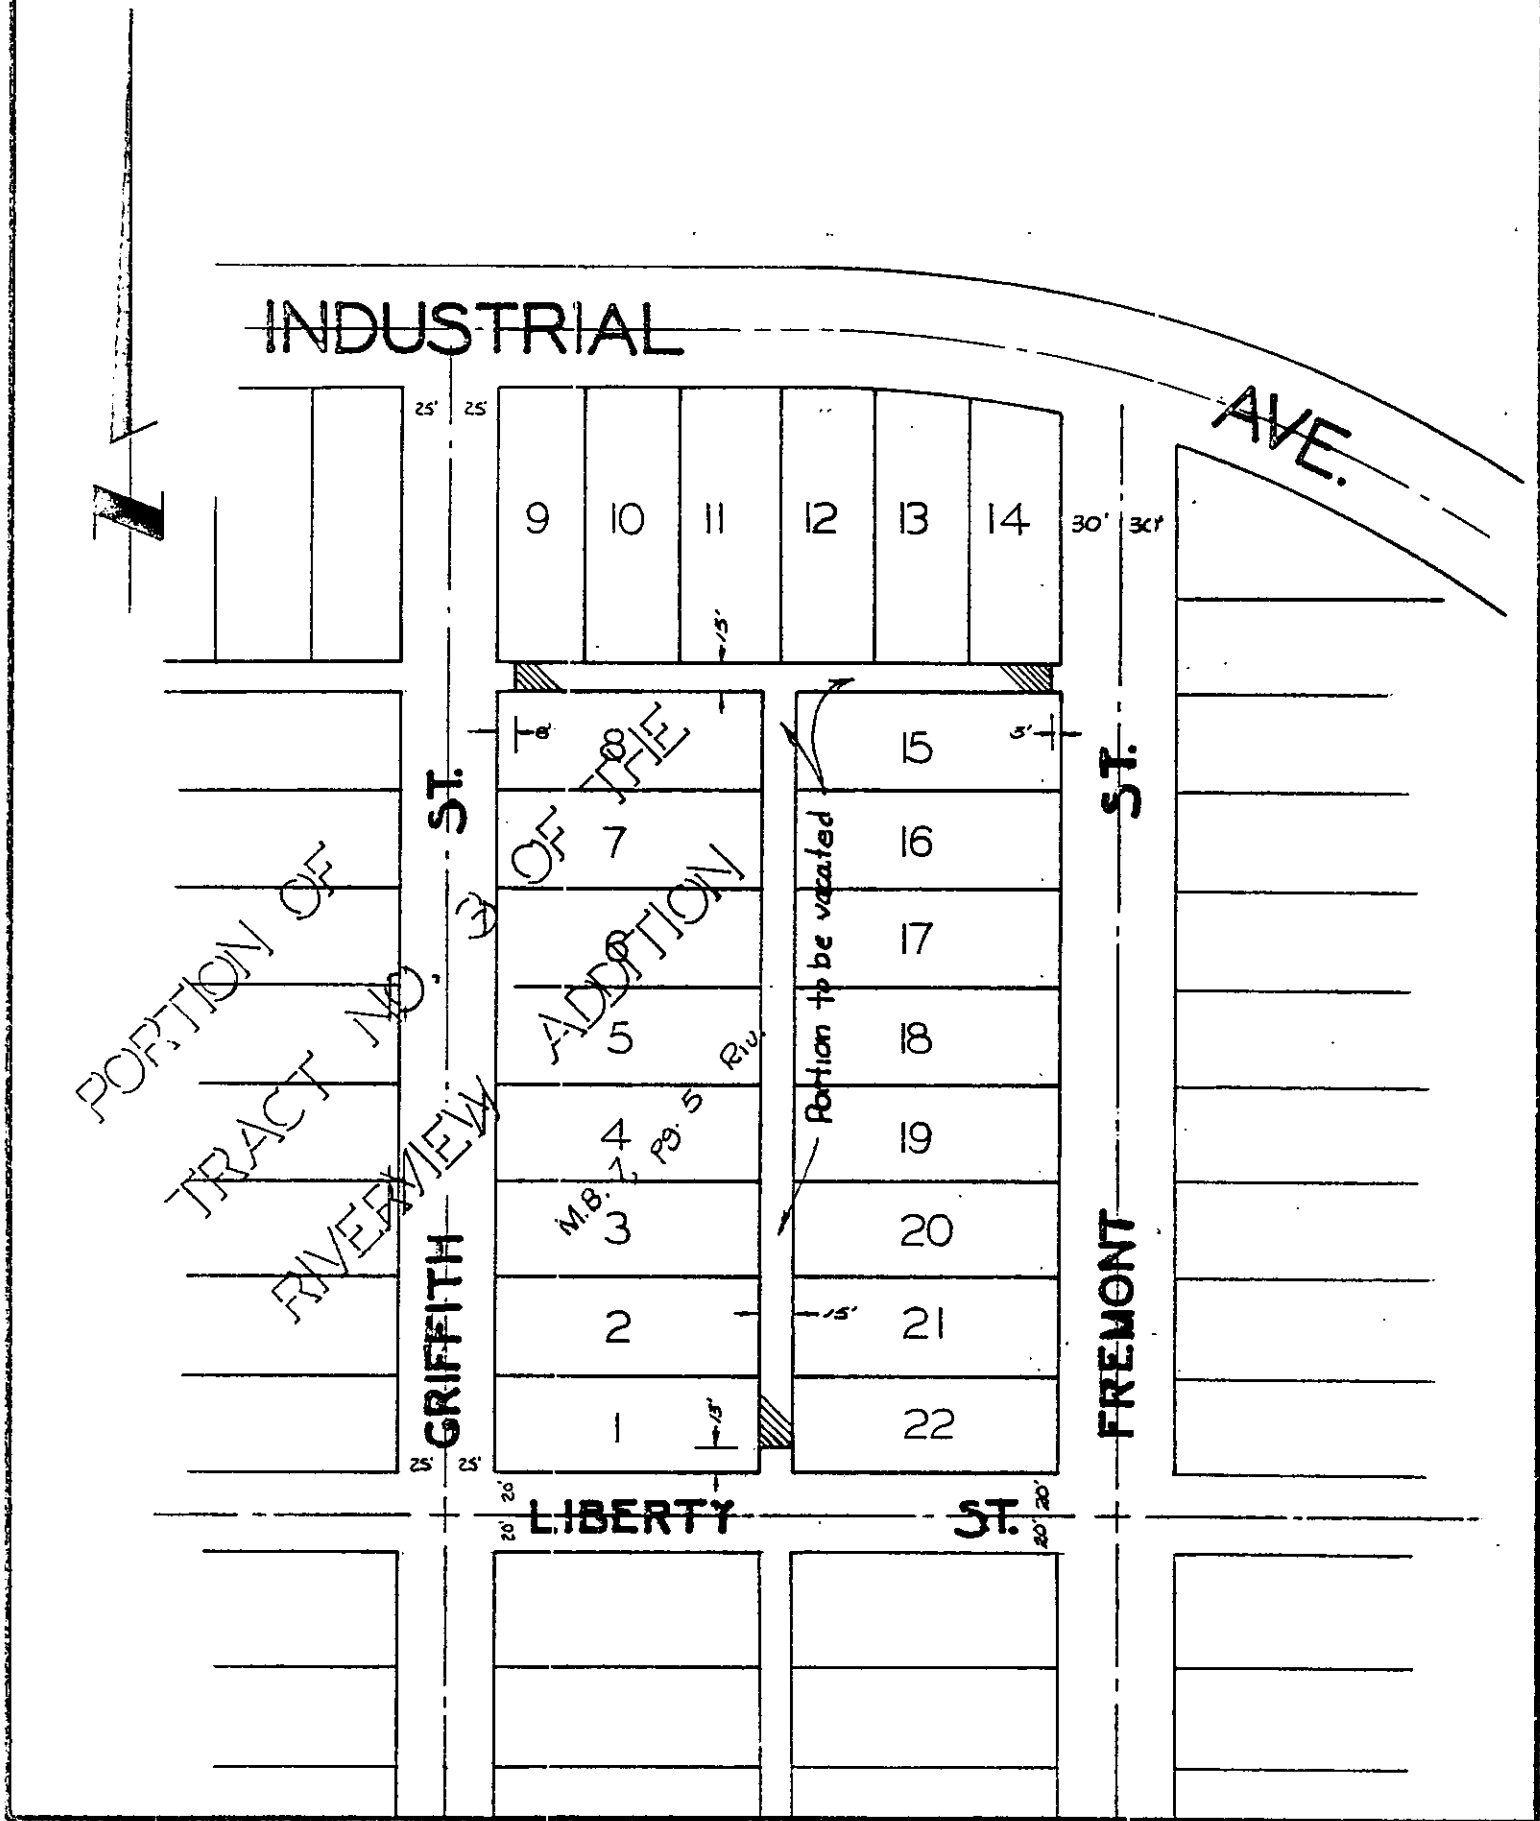 INDUSTRIAL AVE.
25' 25'
9 10 11 12 13 14
30' 30'
15'
8'
5'
8 15
7 16
6 17
5 18
4 19
3 20
2 21
1 22
GRIFFITH ST.
FREMONT ST.
Portion to be vacated
PORTION OF
TRACT NO. 3 OF THE
RIVERVIEW ADDITION
M.B. 7, Pg. 5 Riv.
15'
13'
25' 25'
20' 20'
20' 20'
LIBERTY ST.